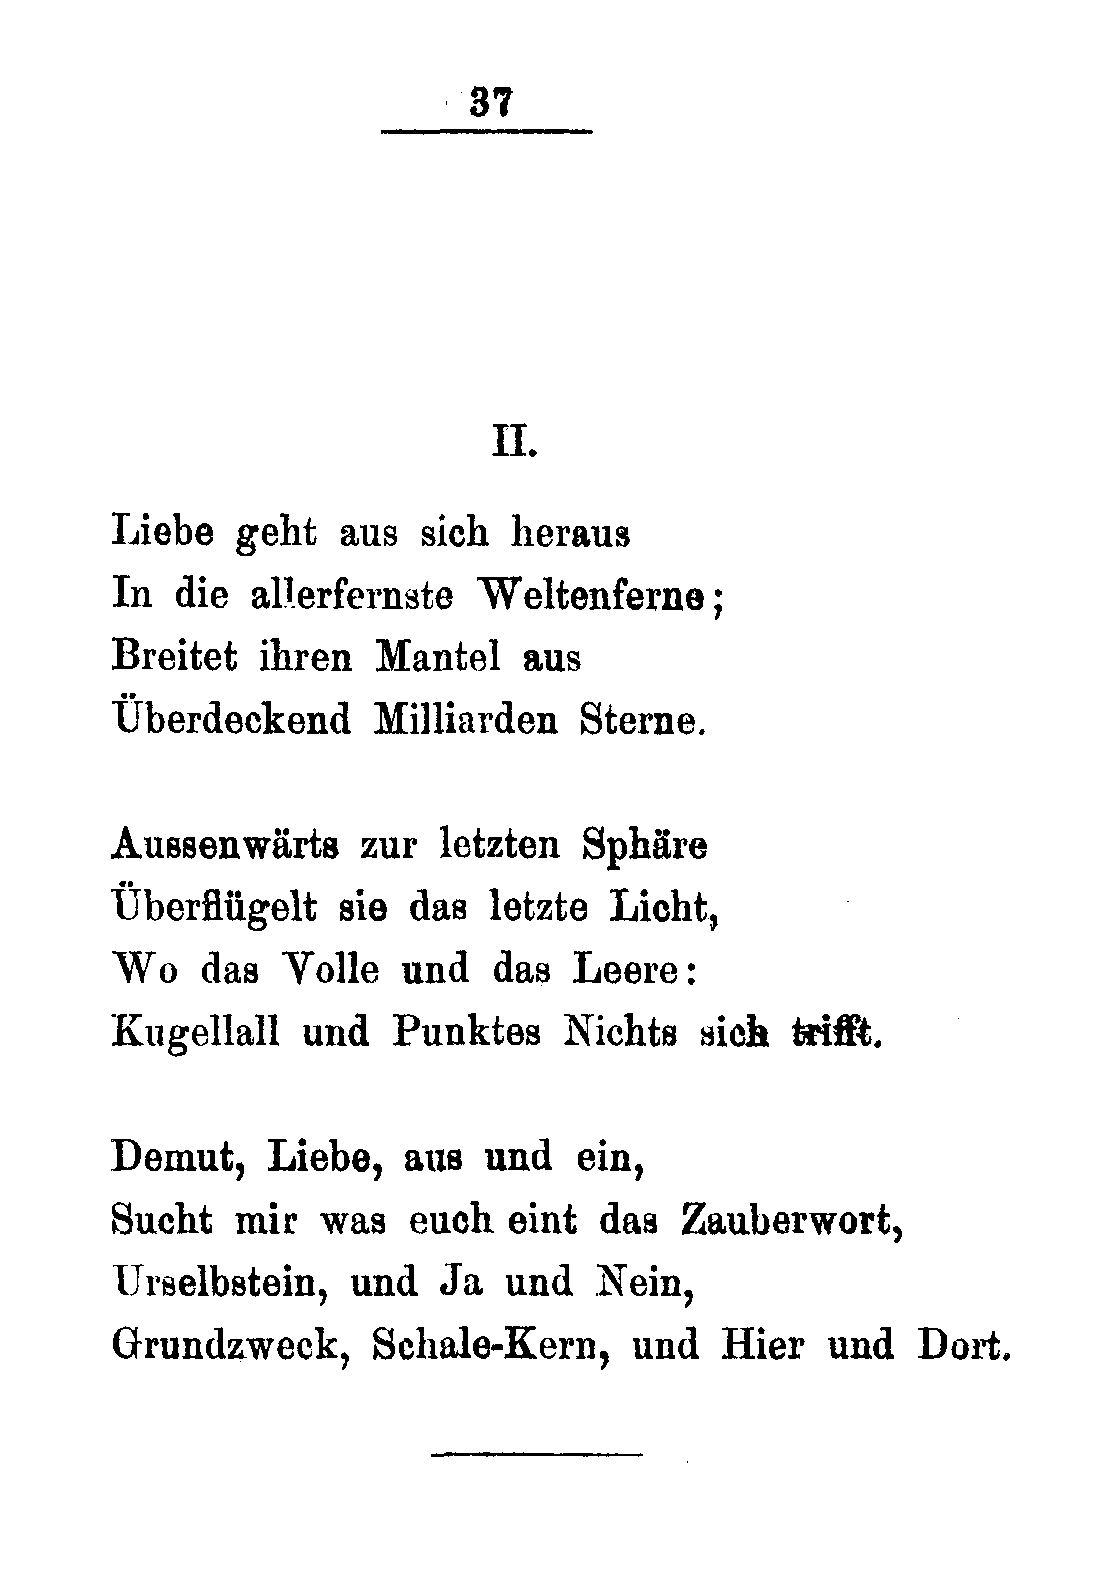 37
II.
Liebe geht aus sich heraus
In die allerfernste Weltenferne;
Breitet ihren Mantel aus
Überdeckend Milliarden Sterne.
Aussenwärts zur letzten Sphäre
Überflügelt sie das letzte Licht,
Wo das Volle und das Leere:
Kugellall und Punktes Nichts sich trifft.
Demut, Liebe, aus und ein,
Sucht mir was euch eint das Zauberwort,
Urselbstein, und Ja und Nein,
Grundzweck, Schale-Kern, und Hier und Dort.